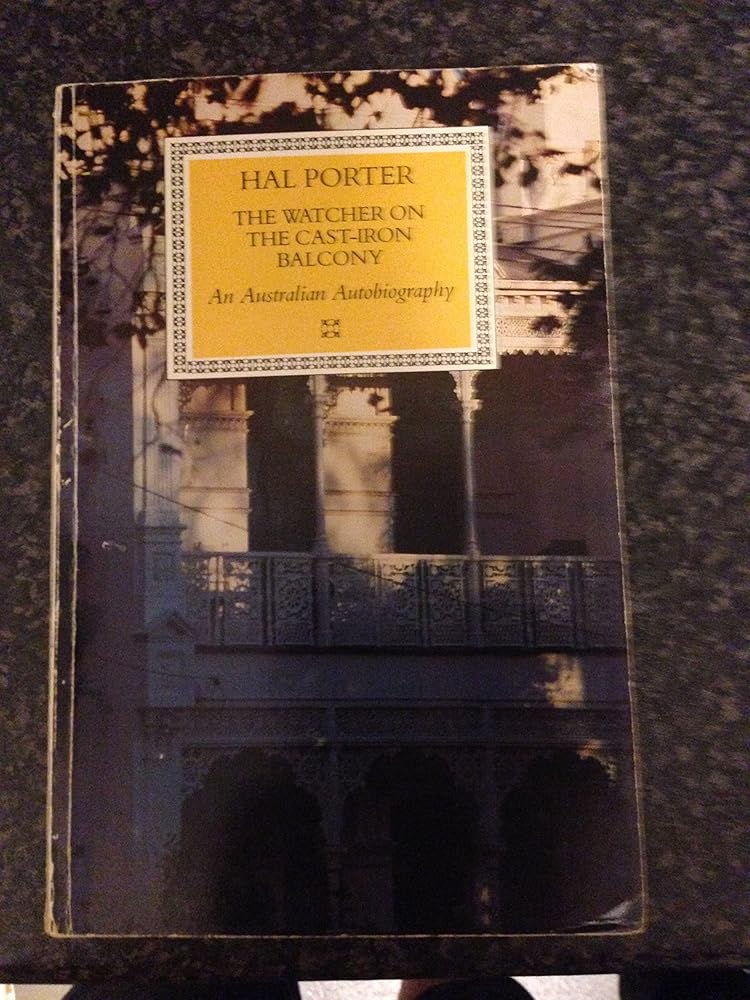 HAL PORTER
THE WATCHER ON
THE CAST-IRON
BALCONY
An Australian Autobiography